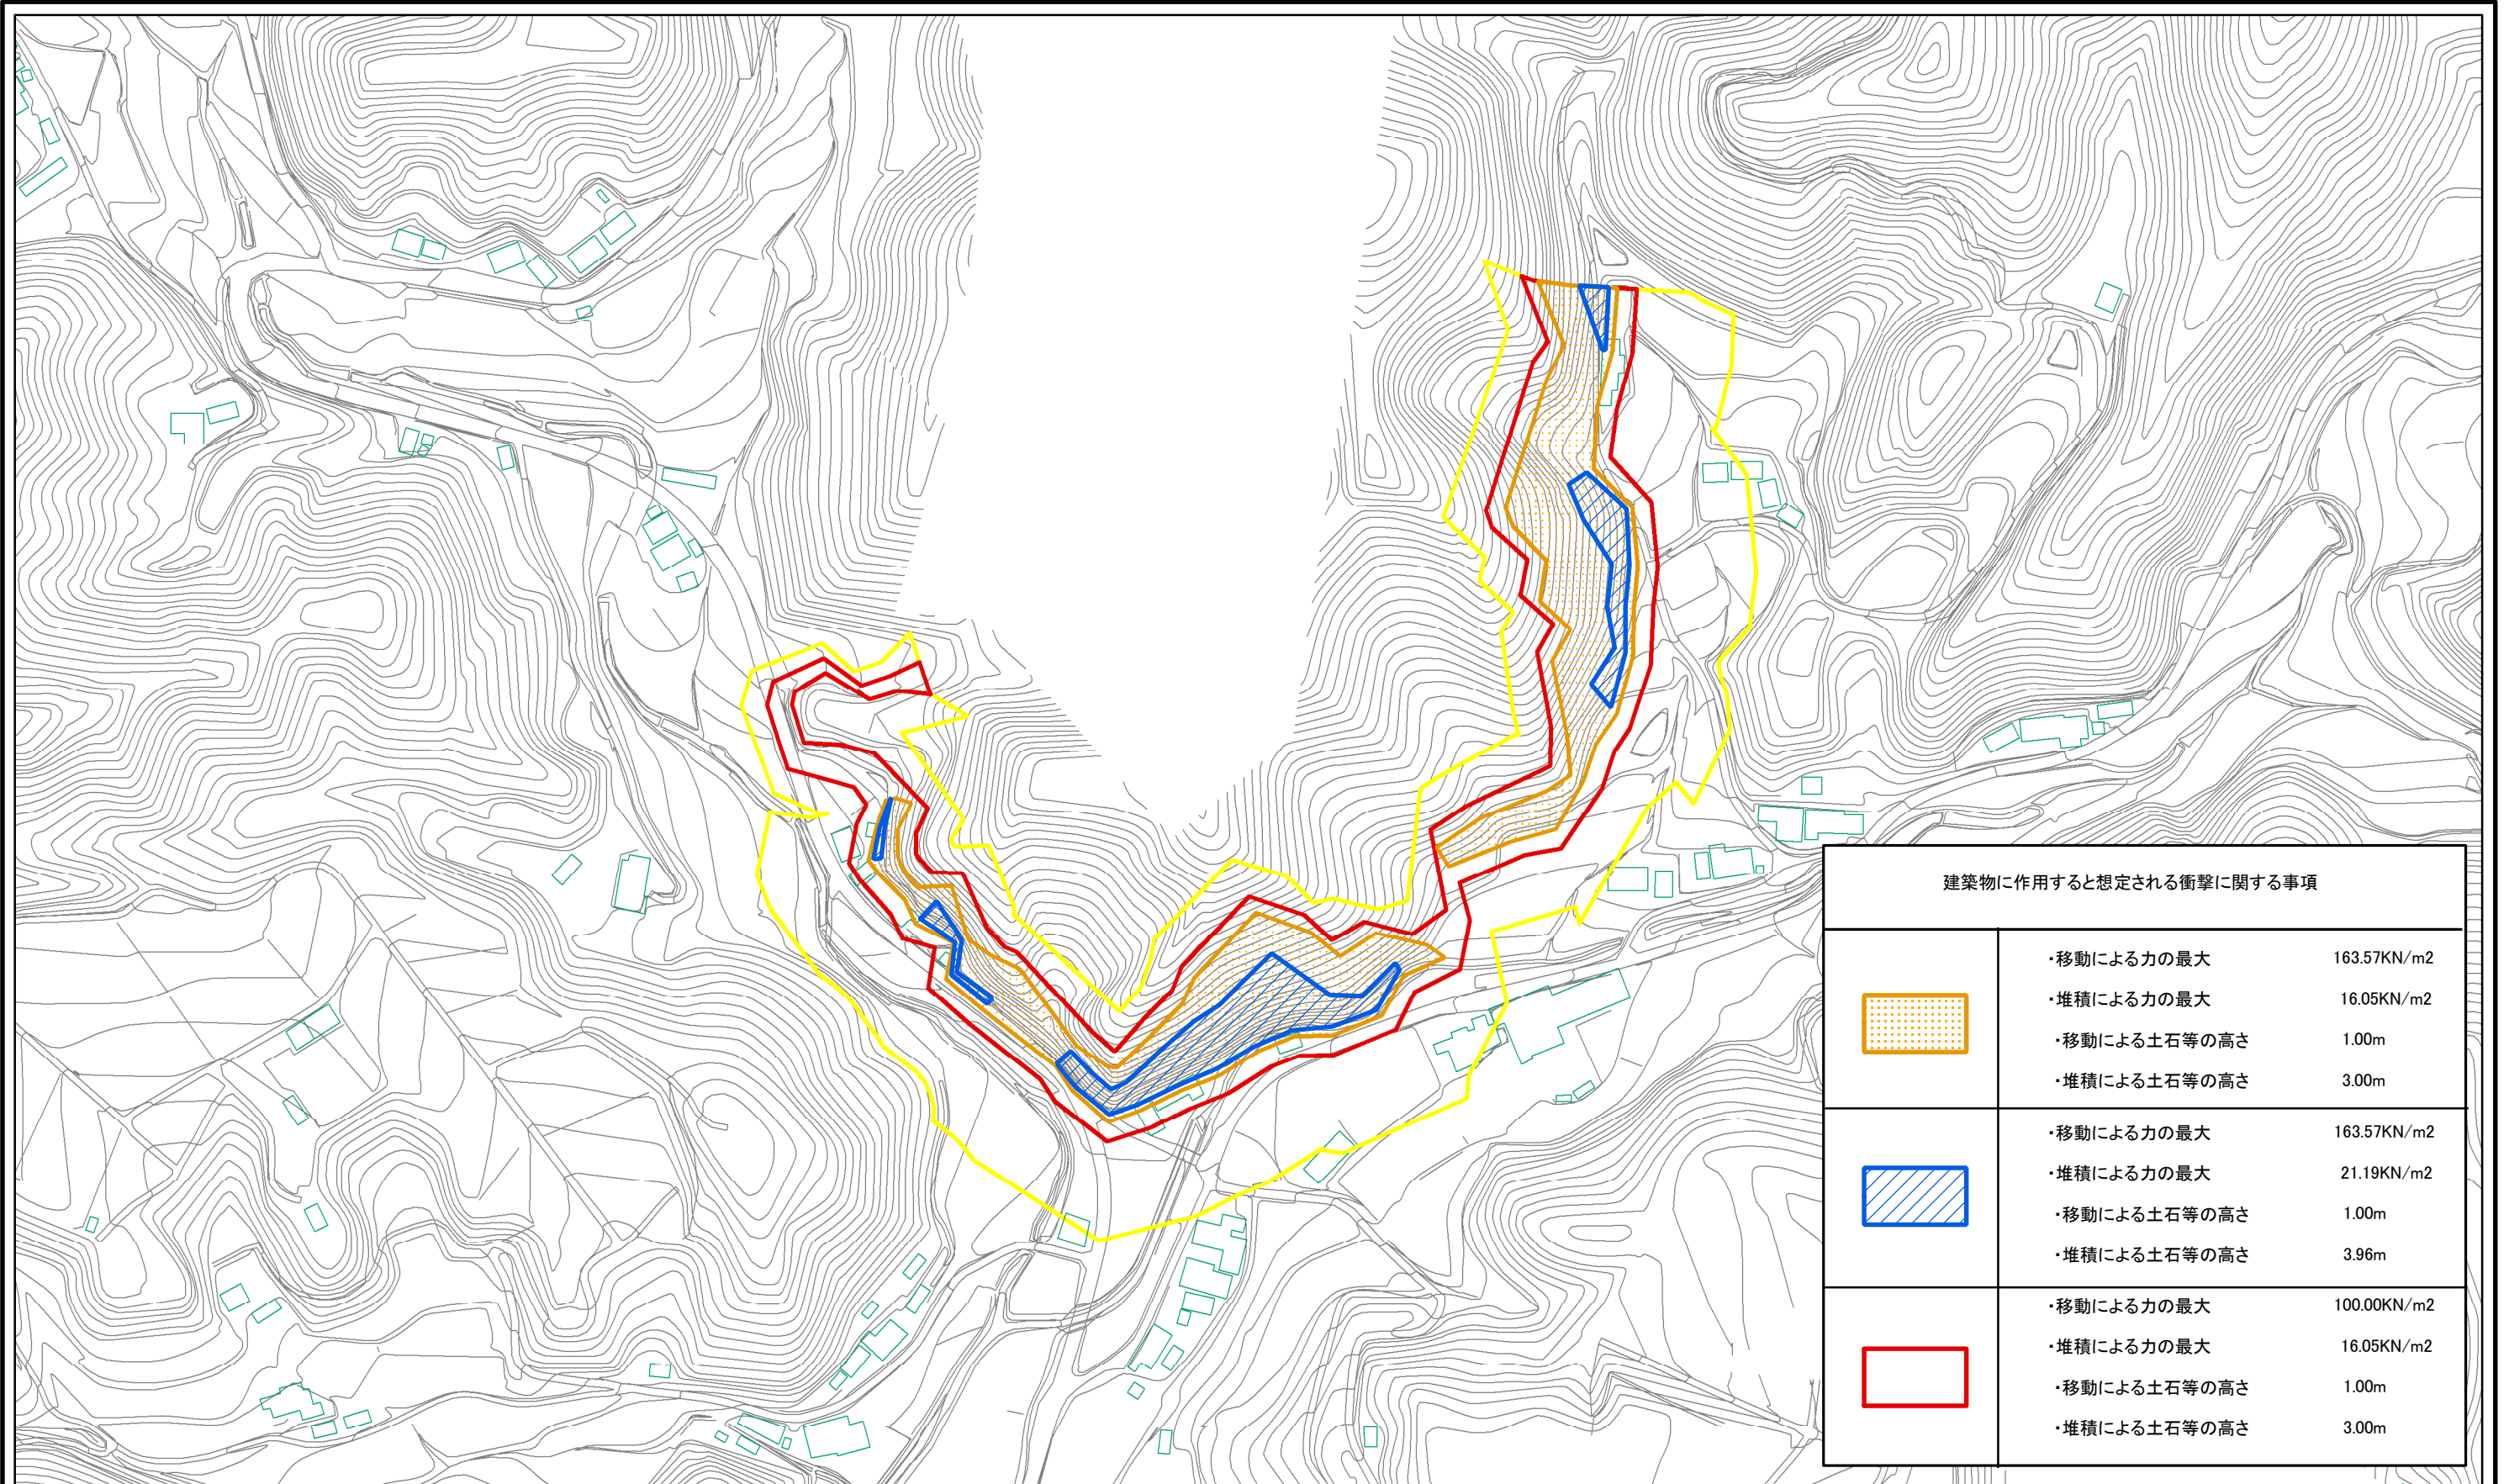 建築物に作用すると想定される衝撃に関する事項
・移動による力の最大 163.57KN/m2
・堆積による力の最大 16.05KN/m2
・移動による土石等の高さ 1.00m
・堆積による土石等の高さ 3.00m
・移動による力の最大 163.57KN/m2
・堆積による力の最大 21.19KN/m2
・移動による土石等の高さ 1.00m
・堆積による土石等の高さ 3.96m
・移動による力の最大 100.00KN/m2
・堆積による力の最大 16.05KN/m2
・移動による土石等の高さ 1.00m
・堆積による土石等の高さ 3.00m